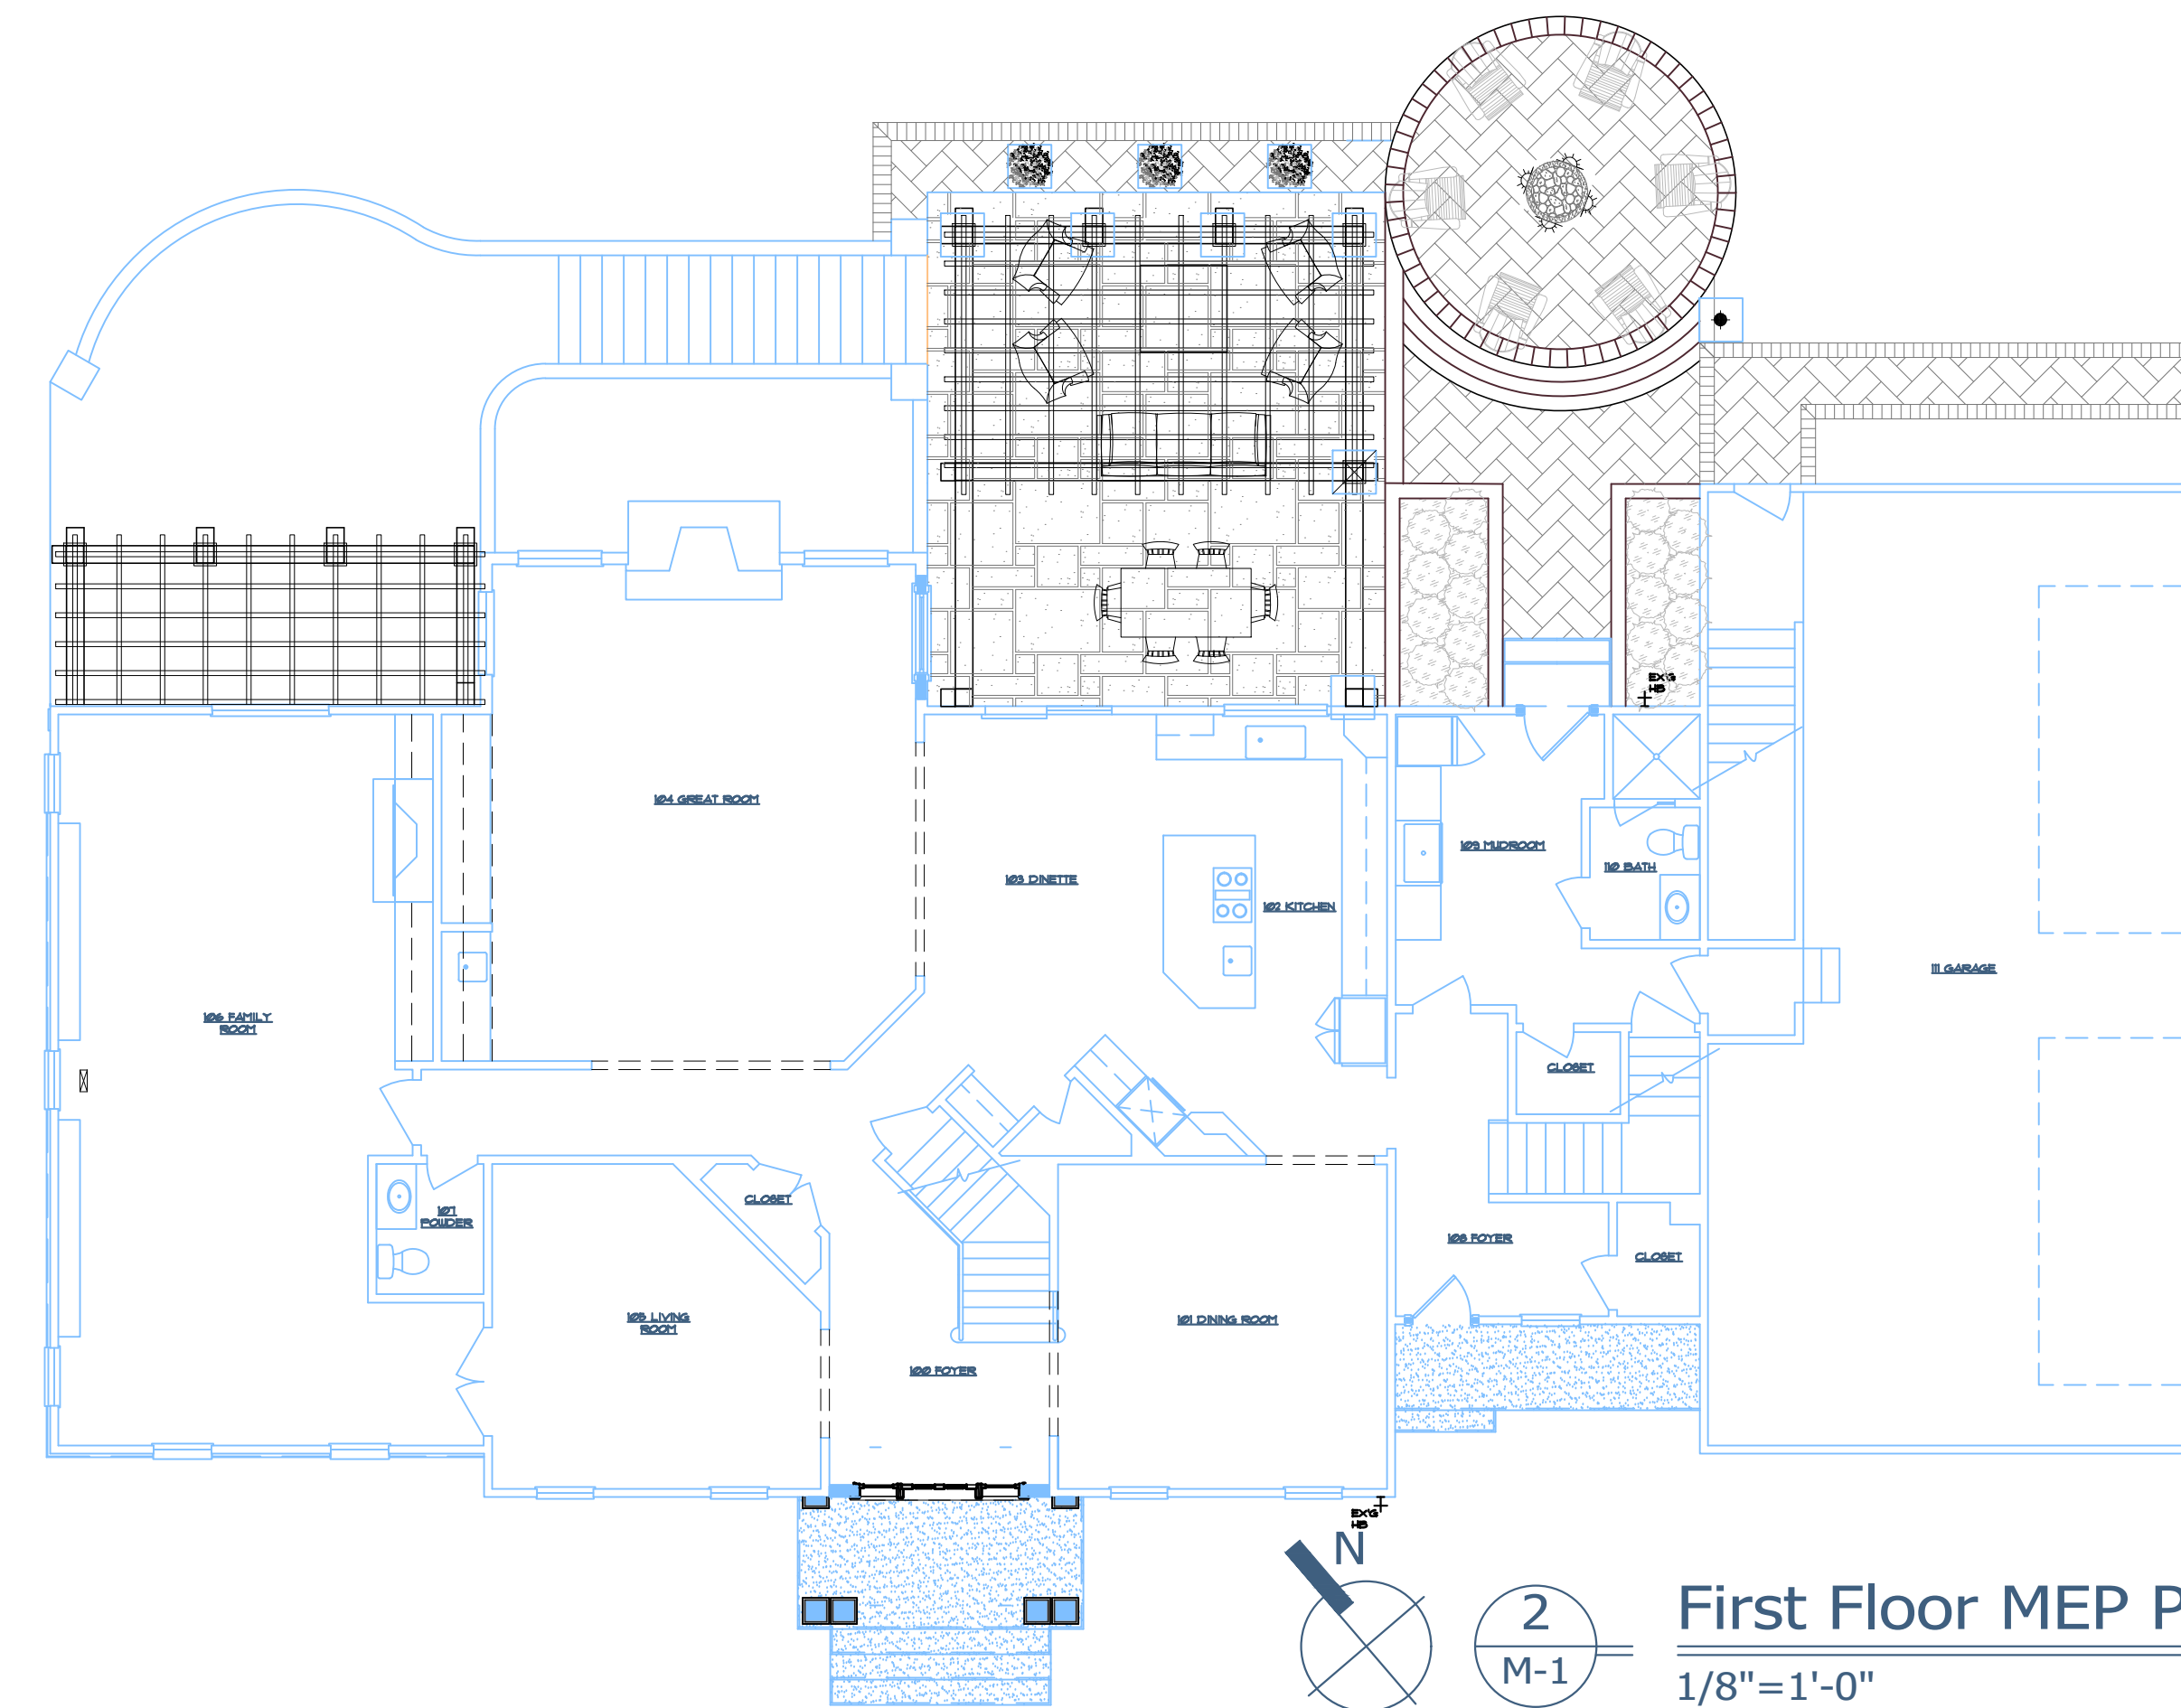 EX'G
HB
104 GREAT ROOM
109 MUDROOM
110 BATH
103 DINETTE
102 KITCHEN
111 GARAGE
106 FAMILY
ROOM
CLOSET
CLOSET
107
POWDER
108 FOYER
CLOSET
105 LIVING
ROOM
101 DINING ROOM
100 FOYER
EX'G
HB
N
2
M-1
First Floor MEP P
1/8"=1'-0"